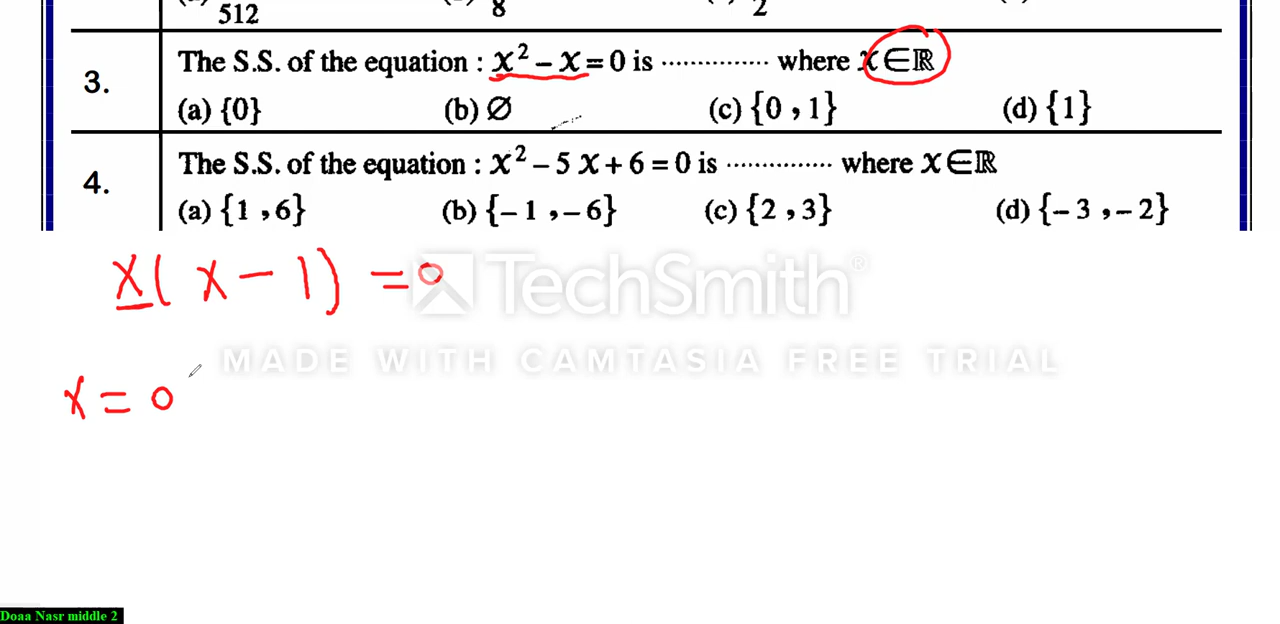 512
8
2
3. The S.S. of the equation : x² – x = 0 is ............... where x ∈ ℝ
(a) {0} (b) ∅ (c) {0 , 1} (d) {1}
4. The S.S. of the equation : x² – 5 x + 6 = 0 is ............... where x ∈ ℝ
(a) {1 , 6} (b) {– 1 , – 6} (c) {2 , 3} (d) {– 3 , – 2}
x( x – 1) = 0
TechSmith®
MADE WITH CAMTASIA FREE TRIAL
x = 0
Doaa Nasr middle 2